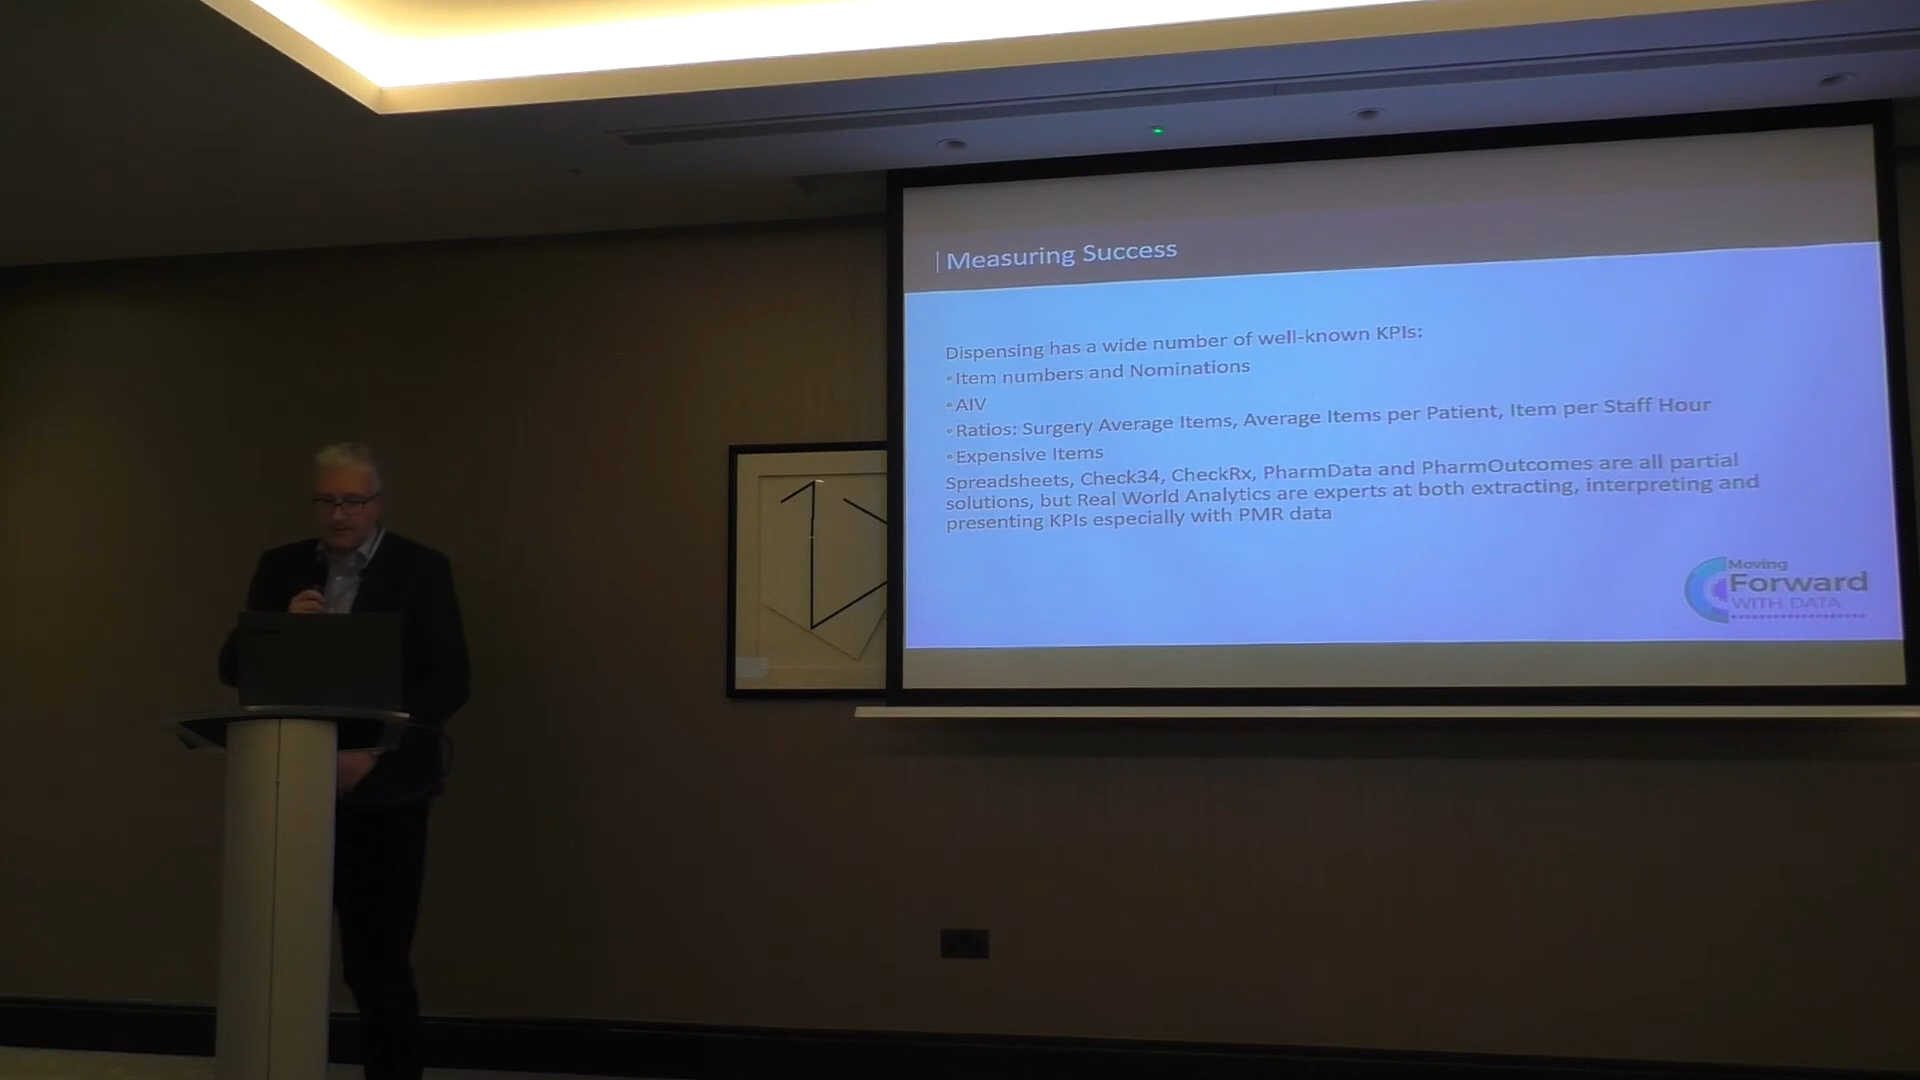 | Measuring Success
Dispensing has a wide number of well-known KPIs:
◦Item numbers and Nominations
◦AIV
◦Ratios: Surgery Average Items, Average Items per Patient, Item per Staff Hour
◦Expensive Items
Spreadsheets, Check34, CheckRx, PharmData and PharmOutcomes are all partial
solutions, but Real World Analytics are experts at both extracting, interpreting and
presenting KPIs especially with PMR data
Moving
Forward
WITH DATA